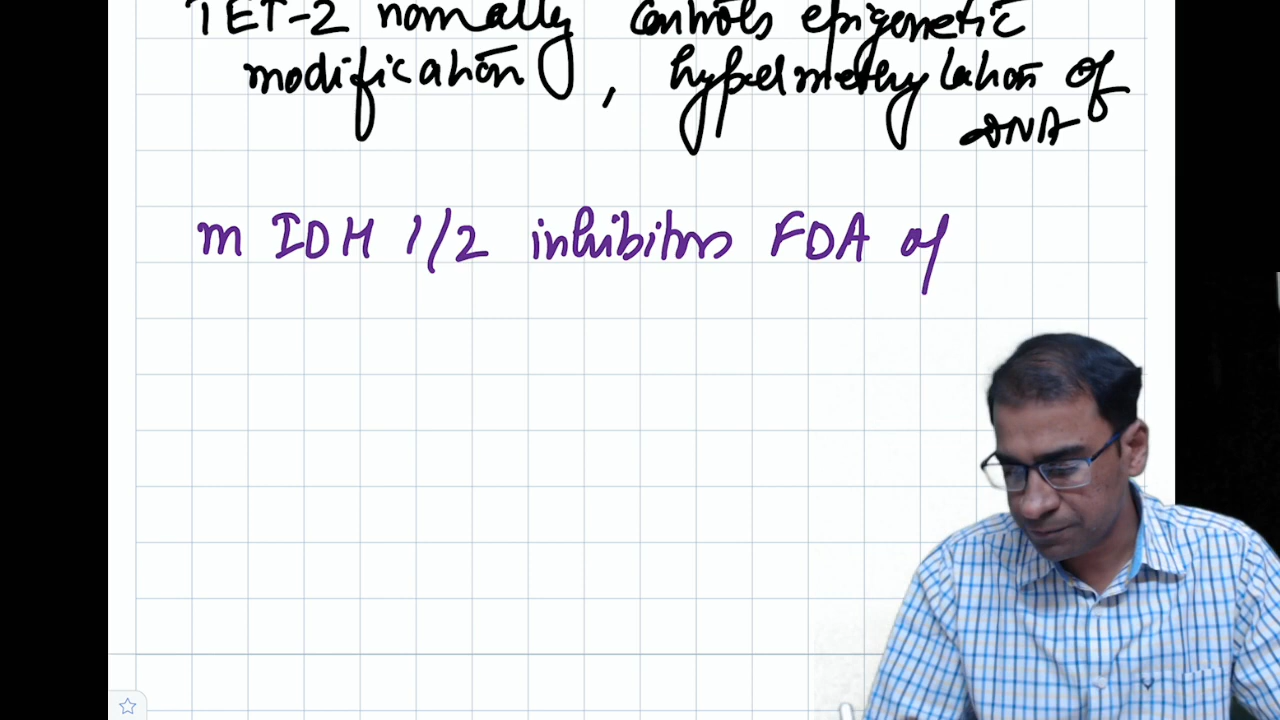 TET-2 normally controls epigenetic
modification, hypermethylation of
DNA
m IDH 1/2 inhibitors FDA of